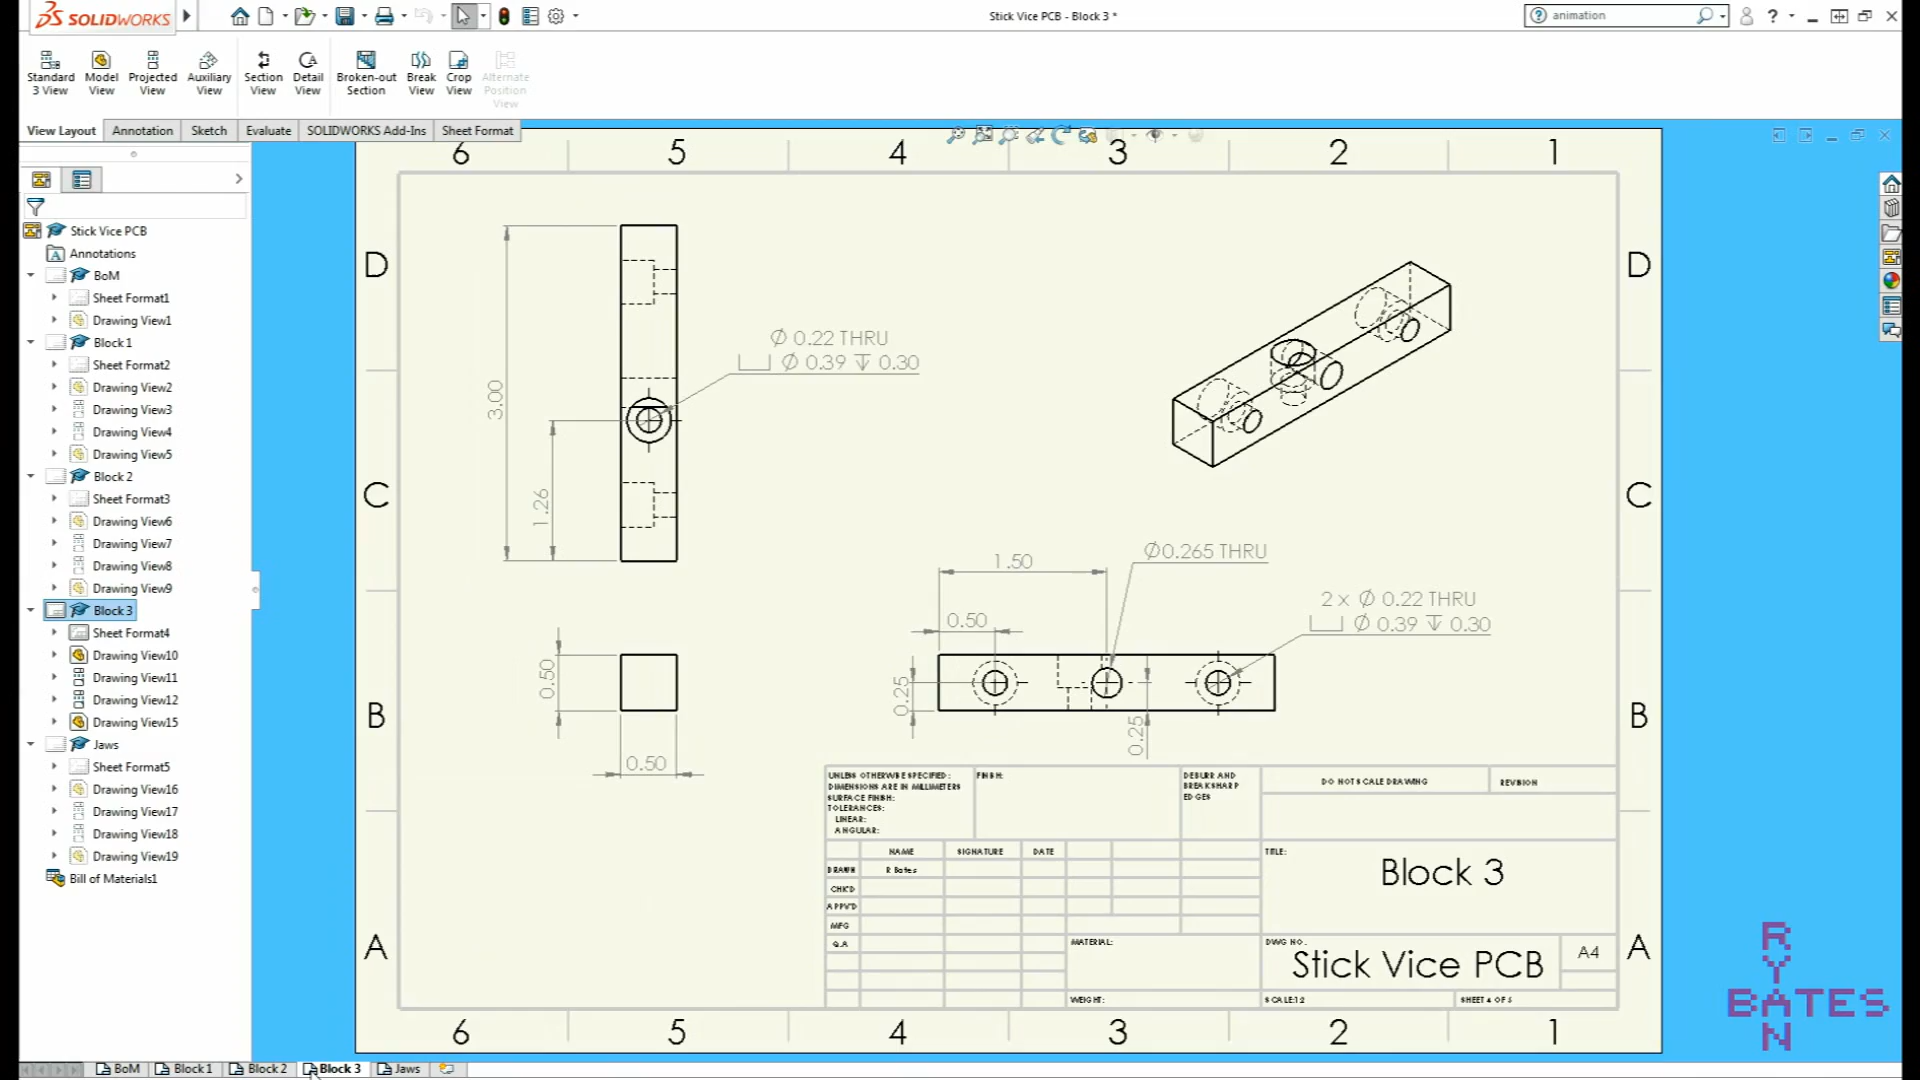 SOLIDWORKS
Stick Vice PCB - Block 3 *
animation
Standard 3 View
Model View
Projected View
Auxiliary View
Section View
Detail View
Broken-out Section
Break View
Crop View
Alternate Position View
View Layout
Annotation
Sketch
Evaluate
SOLIDWORKS Add-Ins
Sheet Format
Stick Vice PCB
Annotations
BoM
Sheet Format1
Drawing View1
Block 1
Sheet Format2
Drawing View2
Drawing View3
Drawing View4
Drawing View5
Block 2
Sheet Format3
Drawing View6
Drawing View7
Drawing View8
Drawing View9
Block 3
Sheet Format4
Drawing View10
Drawing View11
Drawing View12
Drawing View15
Jaws
Sheet Format5
Drawing View16
Drawing View17
Drawing View18
Drawing View19
Bill of Materials1
6 5 4 3 2 1
D
D
C
C
B
B
A
A
3.00
1.26
Ø 0.22 THRU
⌴ Ø 0.39 ↧ 0.30
0.50
0.50
1.50
0.50
0.25
0.25
Ø0.265 THRU
2 x Ø 0.22 THRU
⌴ Ø 0.39 ↧ 0.30
UNLESS OTHERWISE SPECIFIED:
DIMENSIONS ARE IN MILLIMETERS
SURFACE FINISH:
TOLERANCES:
LINEAR:
ANGULAR:
FINISH:
DEBURR AND
BREAK SHARP
EDGES
DO NOT SCALE DRAWING
REVISION
NAME
SIGNATURE
DATE
DRAWN
R Bates
CHK'D
APPV'D
MFG
Q.A
MATERIAL:
WEIGHT:
TITLE:
Block 3
DWG NO.
Stick Vice PCB
A4
SCALE:1:2
SHEET 4 OF 5
6 5 4 3 2 1
RYAN
BATES
BoM
Block 1
Block 2
Block 3
Jaws